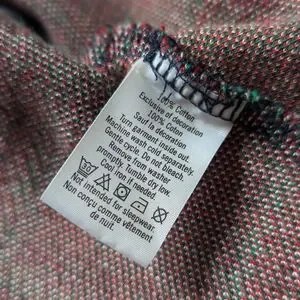 100% Cotton
Exclusive of decoration
100% Coton
Sauf la décoration
Turn garment inside out.
Machine wash cold separately.
Gentle cycle. Do not bleach.
Remove from washer
promptly, tumble dry low.
Cool iron if needed.
Not intended for sleepwear.
Non conçu comme vêtement
de nuit.